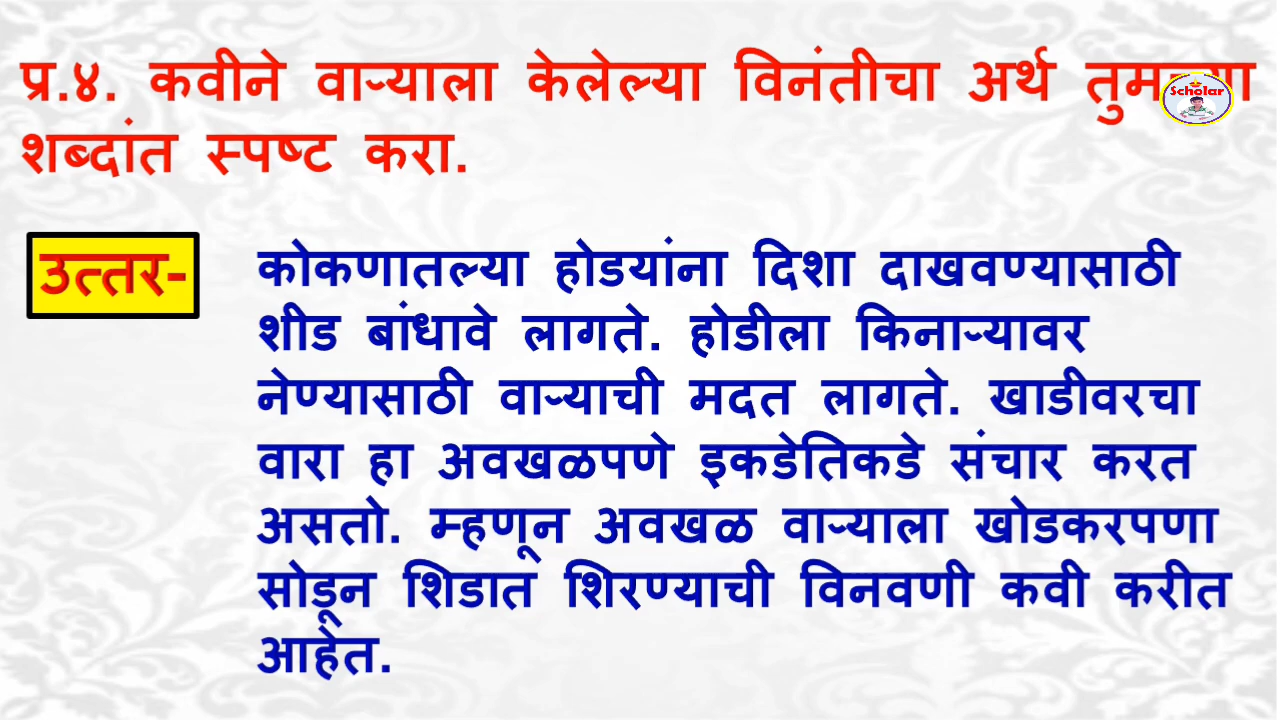 प्र.४. कवीने वाऱ्याला केलेल्या विनंतीचा अर्थ
Scholar
शब्दांत स्पष्ट करा.
उत्तर-
कोकणातल्या होडयांना दिशा दाखवण्यासाठी
शीड बांधावे लागते. होडीला किनाऱ्यावर
नेण्यासाठी वाऱ्याची मदत लागते. खाडीवरचा
वारा हा अवखळपणे इकडेतिकडे संचार करत
असतो. म्हणून अवखळ वाऱ्याला खोडकरपणा
सोडून शिडात शिरण्याची विनवणी कवी करीत
आहेत.